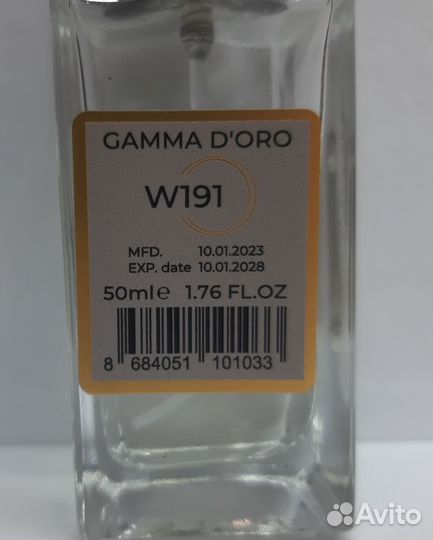 GAMMA D'ORO
W191
MFD. 10.01.2023
EXP. date 10.01.2028
50ml℮ 1.76 FL.OZ
8 684051 101033
Avito